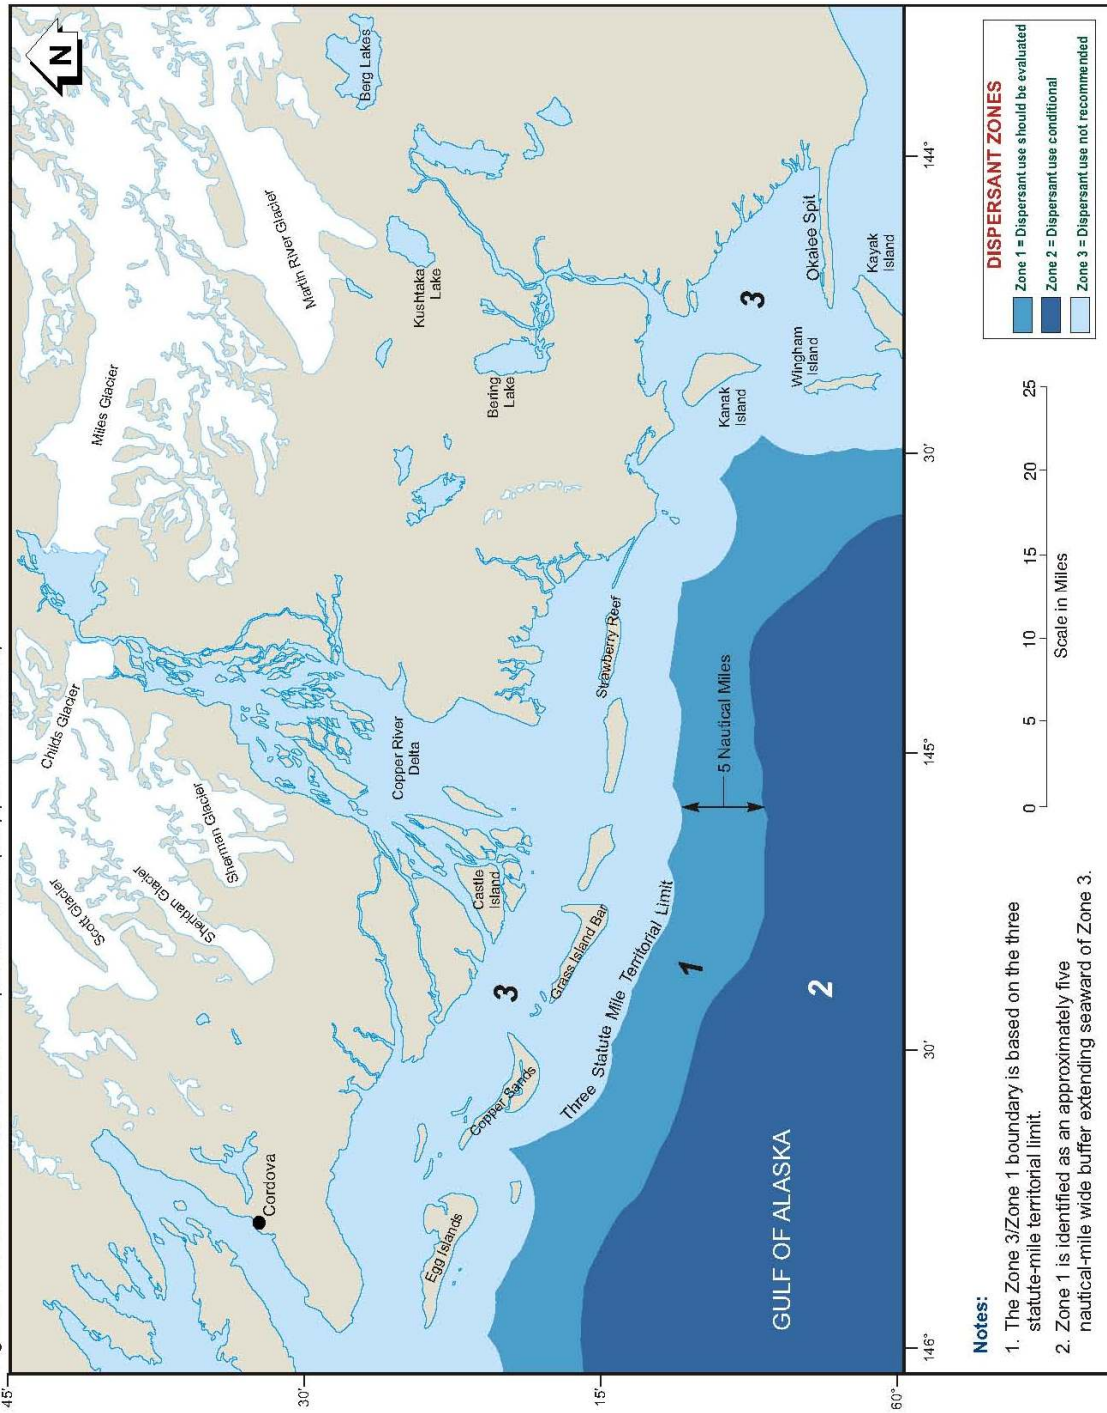 N
Berg Lakes
Martin River Glacier
Miles Glacier
Kushtaka
Lake
Bering
Lake
Childs Glacier
Sherman Glacier
Sheridan Glacier
Scott Glacier
Copper River
Delta
Castle
Island
Cordova
Egg Islands
Copper Sands
Grass Island Bar
Strawberry Reef
Kanak
Island
Wingham
Island
Okalee Spit
Kayak
Island
3
3
Three Statute Mile Territorial Limit
1
5 Nautical Miles
2
GULF OF ALASKA
45'
30'
15'
60°
146°
30'
145°
30'
144°
Notes:
1. The Zone 3/Zone 1 boundary is based on the three
statute-mile territorial limit.
2. Zone 1 is identified as an approximately five
nautical-mile wide buffer extending seaward of Zone 3.
0 5 10 15 20 25
Scale in Miles
DISPERSANT ZONES
Zone 1 = Dispersant use should be evaluated
Zone 2 = Dispersant use conditional
Zone 3 = Dispersant use not recommended